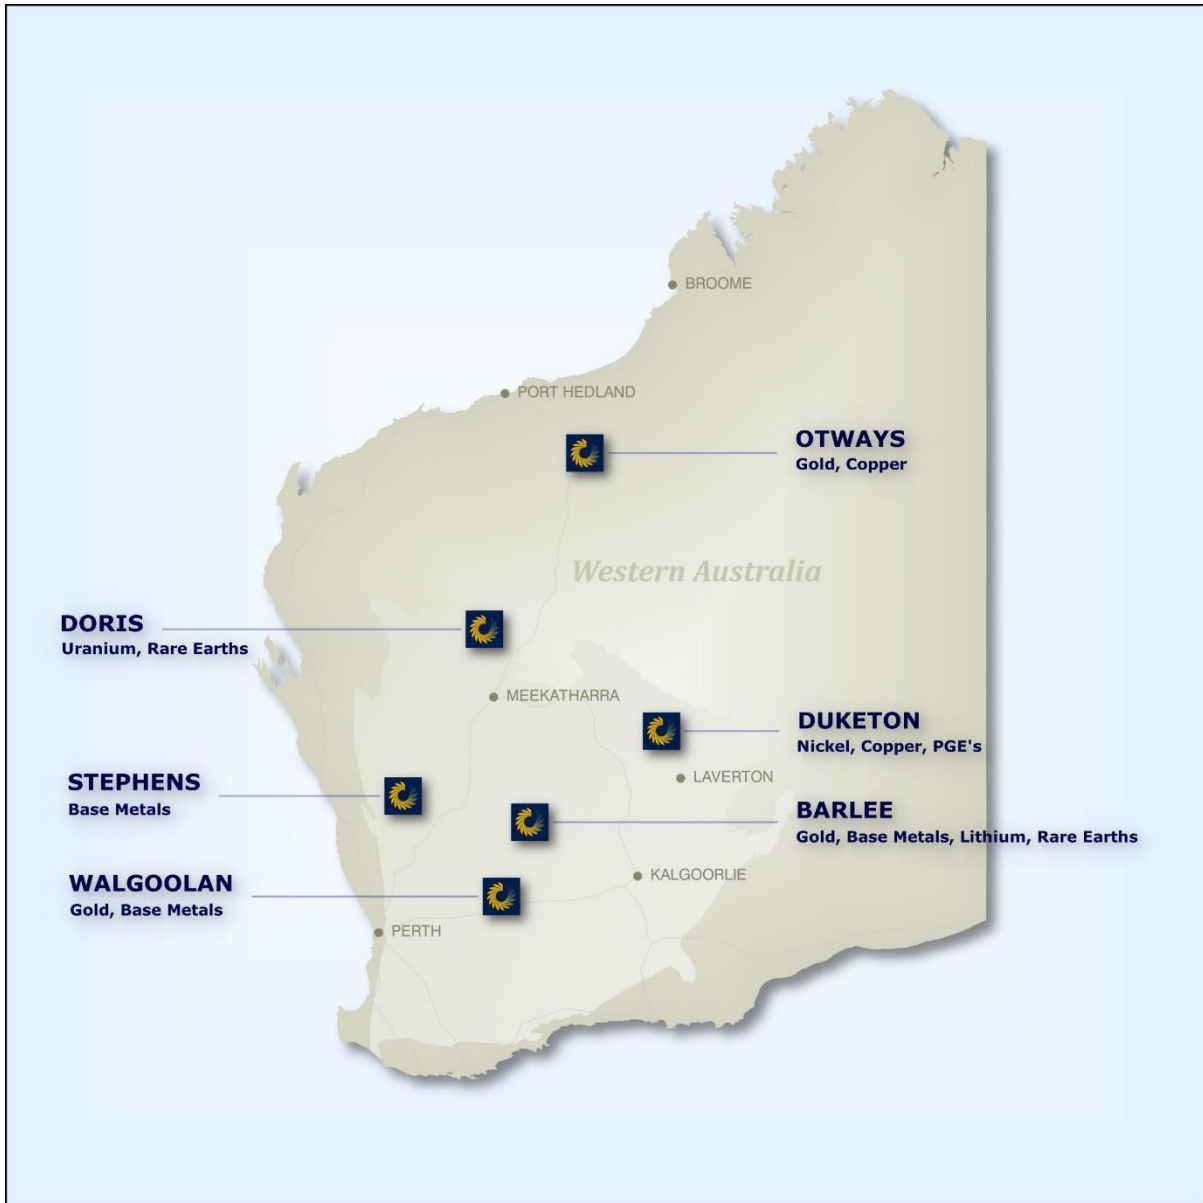 BROOME
PORT HEDLAND
OTWAYS
Gold, Copper
Western Australia
DORIS
Uranium, Rare Earths
MEEKATHARRA
DUKETON
Nickel, Copper, PGE's
LAVERTON
STEPHENS
Base Metals
BARLEE
Gold, Base Metals, Lithium, Rare Earths
WALGOOLAN
Gold, Base Metals
KALGOORLIE
PERTH